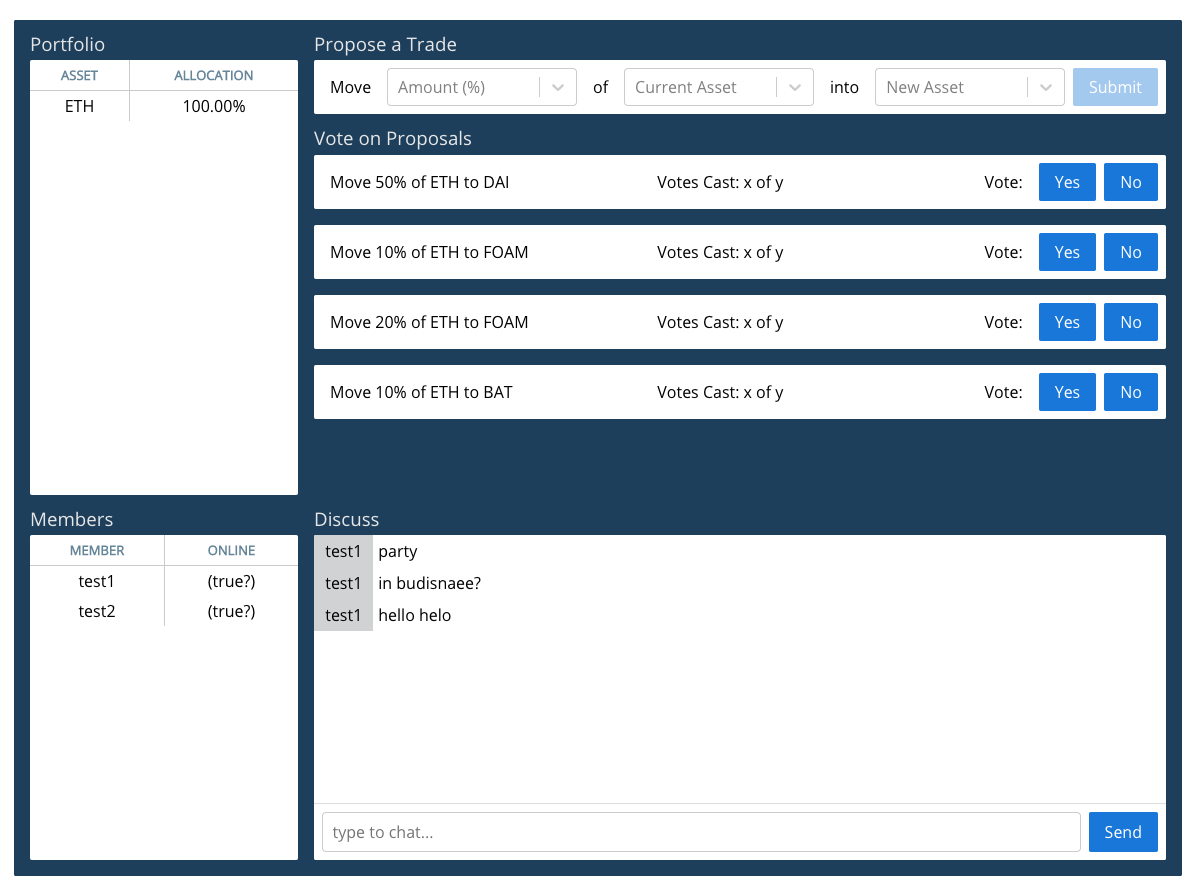 Portfolio
ASSET ALLOCATION
ETH 100.00%
Propose a Trade
Move Amount (%) of Current Asset into New Asset Submit
Vote on Proposals
Move 50% of ETH to DAI Votes Cast: x of y Vote: Yes No
Move 10% of ETH to FOAM Votes Cast: x of y Vote: Yes No
Move 20% of ETH to FOAM Votes Cast: x of y Vote: Yes No
Move 10% of ETH to BAT Votes Cast: x of y Vote: Yes No
Members
MEMBER ONLINE
test1 (true?)
test2 (true?)
Discuss
test1 party
test1 in budisnaee?
test1 hello helo
type to chat... Send